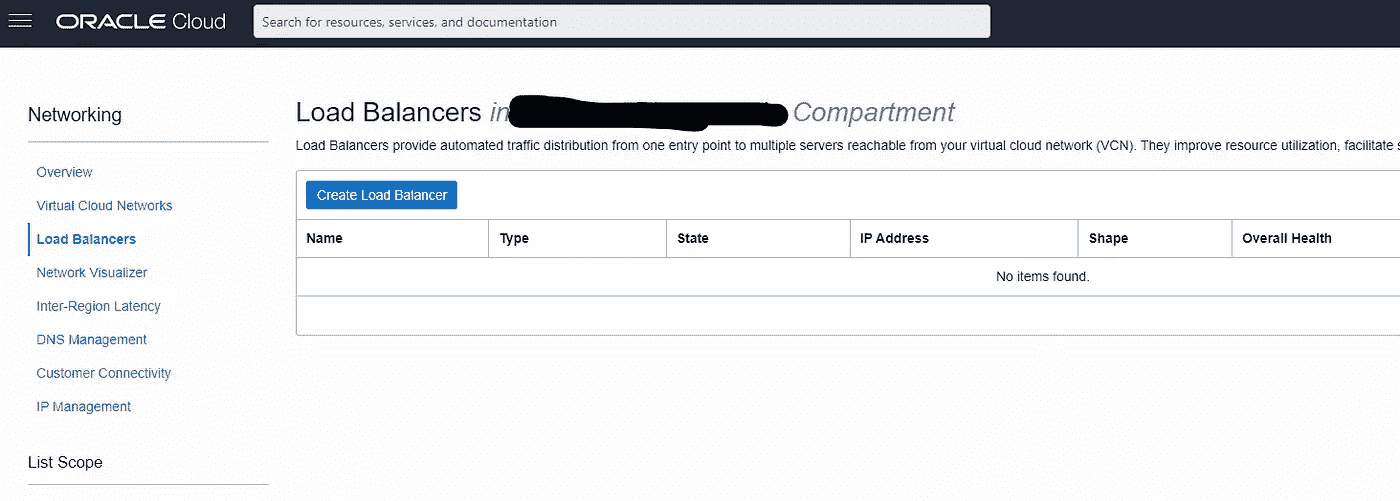 ORACLE Cloud
Search for resources, services, and documentation
Networking
Overview
Virtual Cloud Networks
Load Balancers
Network Visualizer
Inter-Region Latency
DNS Management
Customer Connectivity
IP Management
List Scope
Load Balancers in Compartment
Load Balancers provide automated traffic distribution from one entry point to multiple servers reachable from your virtual cloud network (VCN). They improve resource utilization, facilitate
Create Load Balancer
Name Type State IP Address Shape Overall Health
No items found.